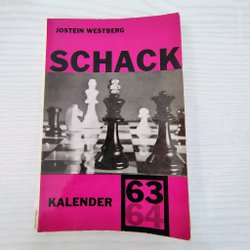 JOSTEIN WESTBERG
SCHACK
KALENDER
63
64